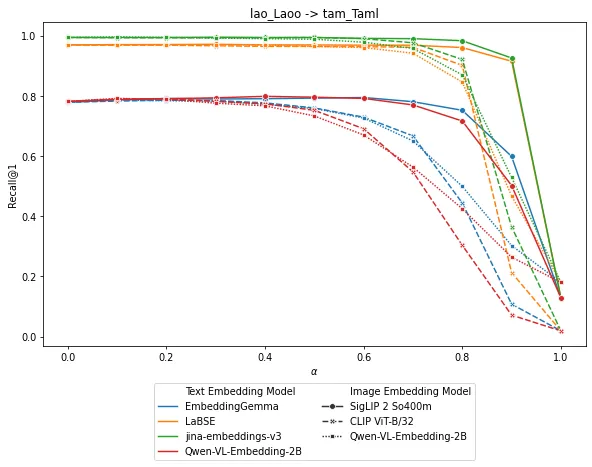 lao_Laoo -> tam_Taml
1.0
0.8
0.6
0.4
0.2
0.0
Recall@1
0.0 0.2 0.4 0.6 0.8 1.0
α
Text Embedding Model
EmbeddingGemma
LaBSE
jina-embeddings-v3
Qwen-VL-Embedding-2B
Image Embedding Model
SigLIP 2 So400m
CLIP ViT-B/32
Qwen-VL-Embedding-2B